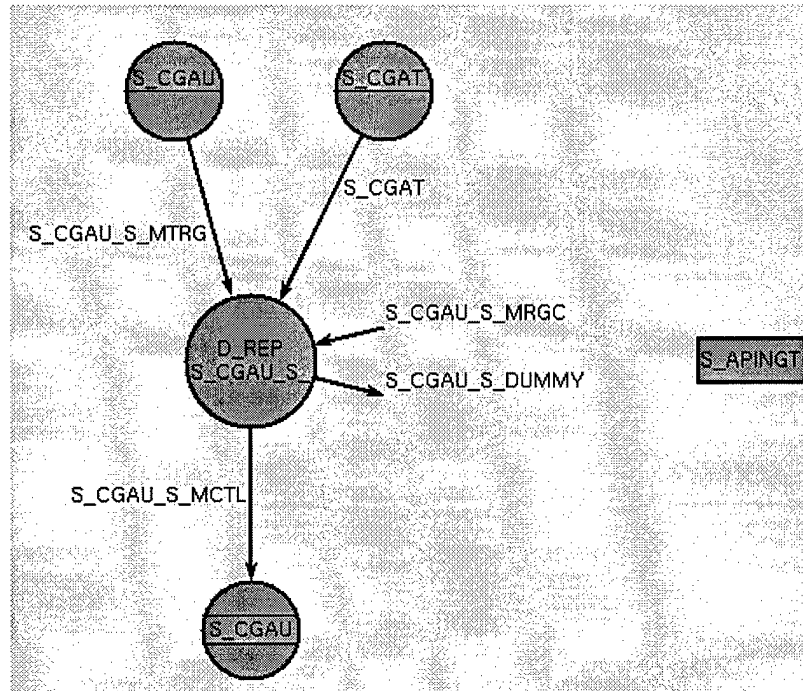 S_CGAU
S_CGAT
S_CGAT
S_CGAU_S_MTRG
S_CGAU_S_MRGC
D_REP
S_CGAU_S_
S_APINGT
S_CGAU_S_DUMMY
S_CGAU_S_MCTL
S_CGAU